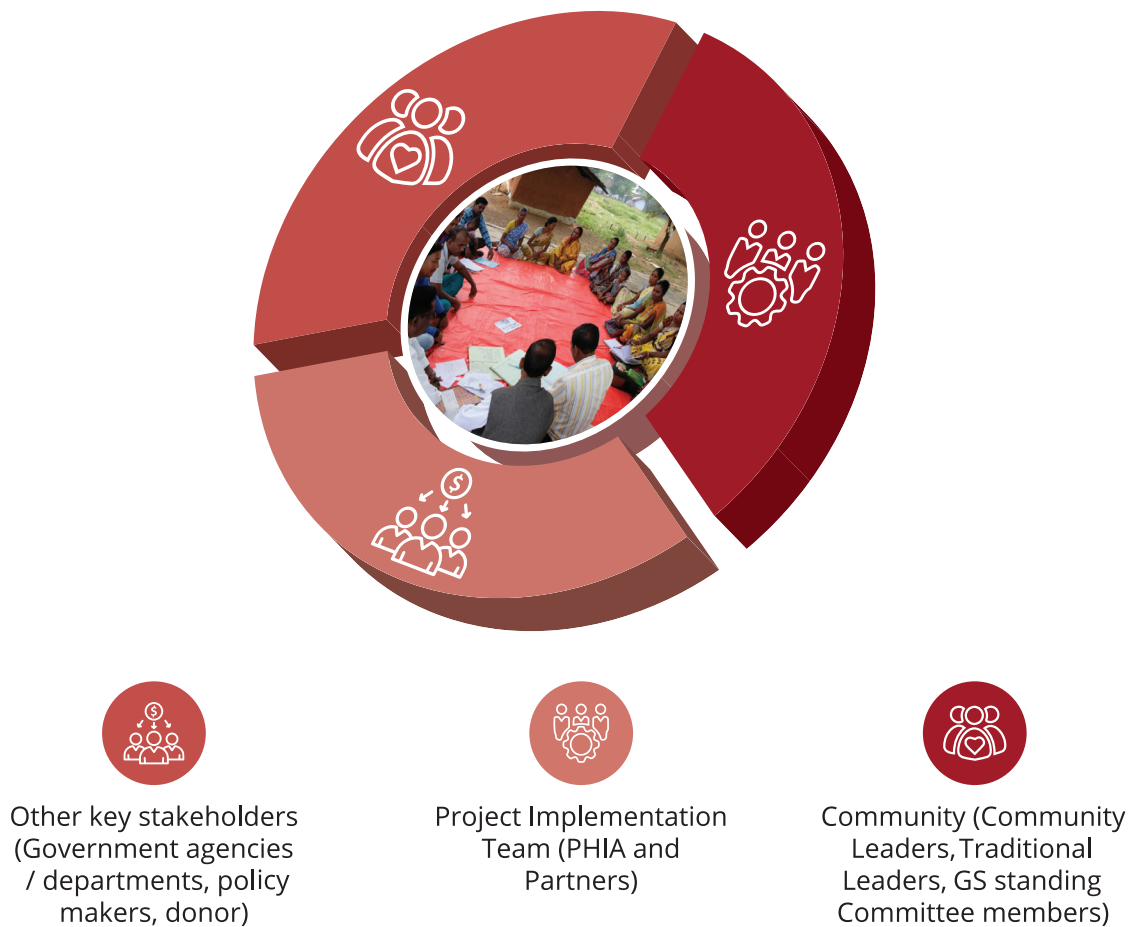 $
$
Other key stakeholders
(Government agencies
/ departments, policy
makers, donor)
Project Implementation
Team (PHIA and
Partners)
Community (Community
Leaders, Traditional
Leaders, GS standing
Committee members)